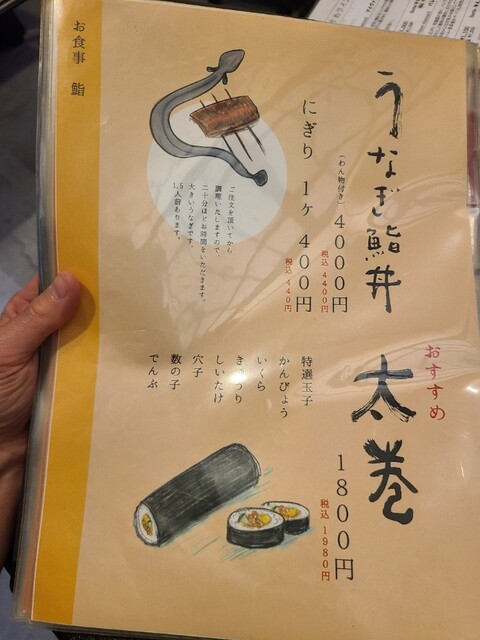 お食事 鮨
うなぎ鮨丼
(わん物付き) 4000円
税込 4400円
にぎり 1ヶ 400円
税込 440円
ご注文を頂いてから
調理いたしますので、
二十分ほどお時間をいただきます。
大きいうなぎです。
1.5人前あります。
おすすめ
太巻
1800円
税込 1980円
特選玉子
かんぴょう
いくら
きゅうり
しいたけ
穴子
数の子
でんぶ